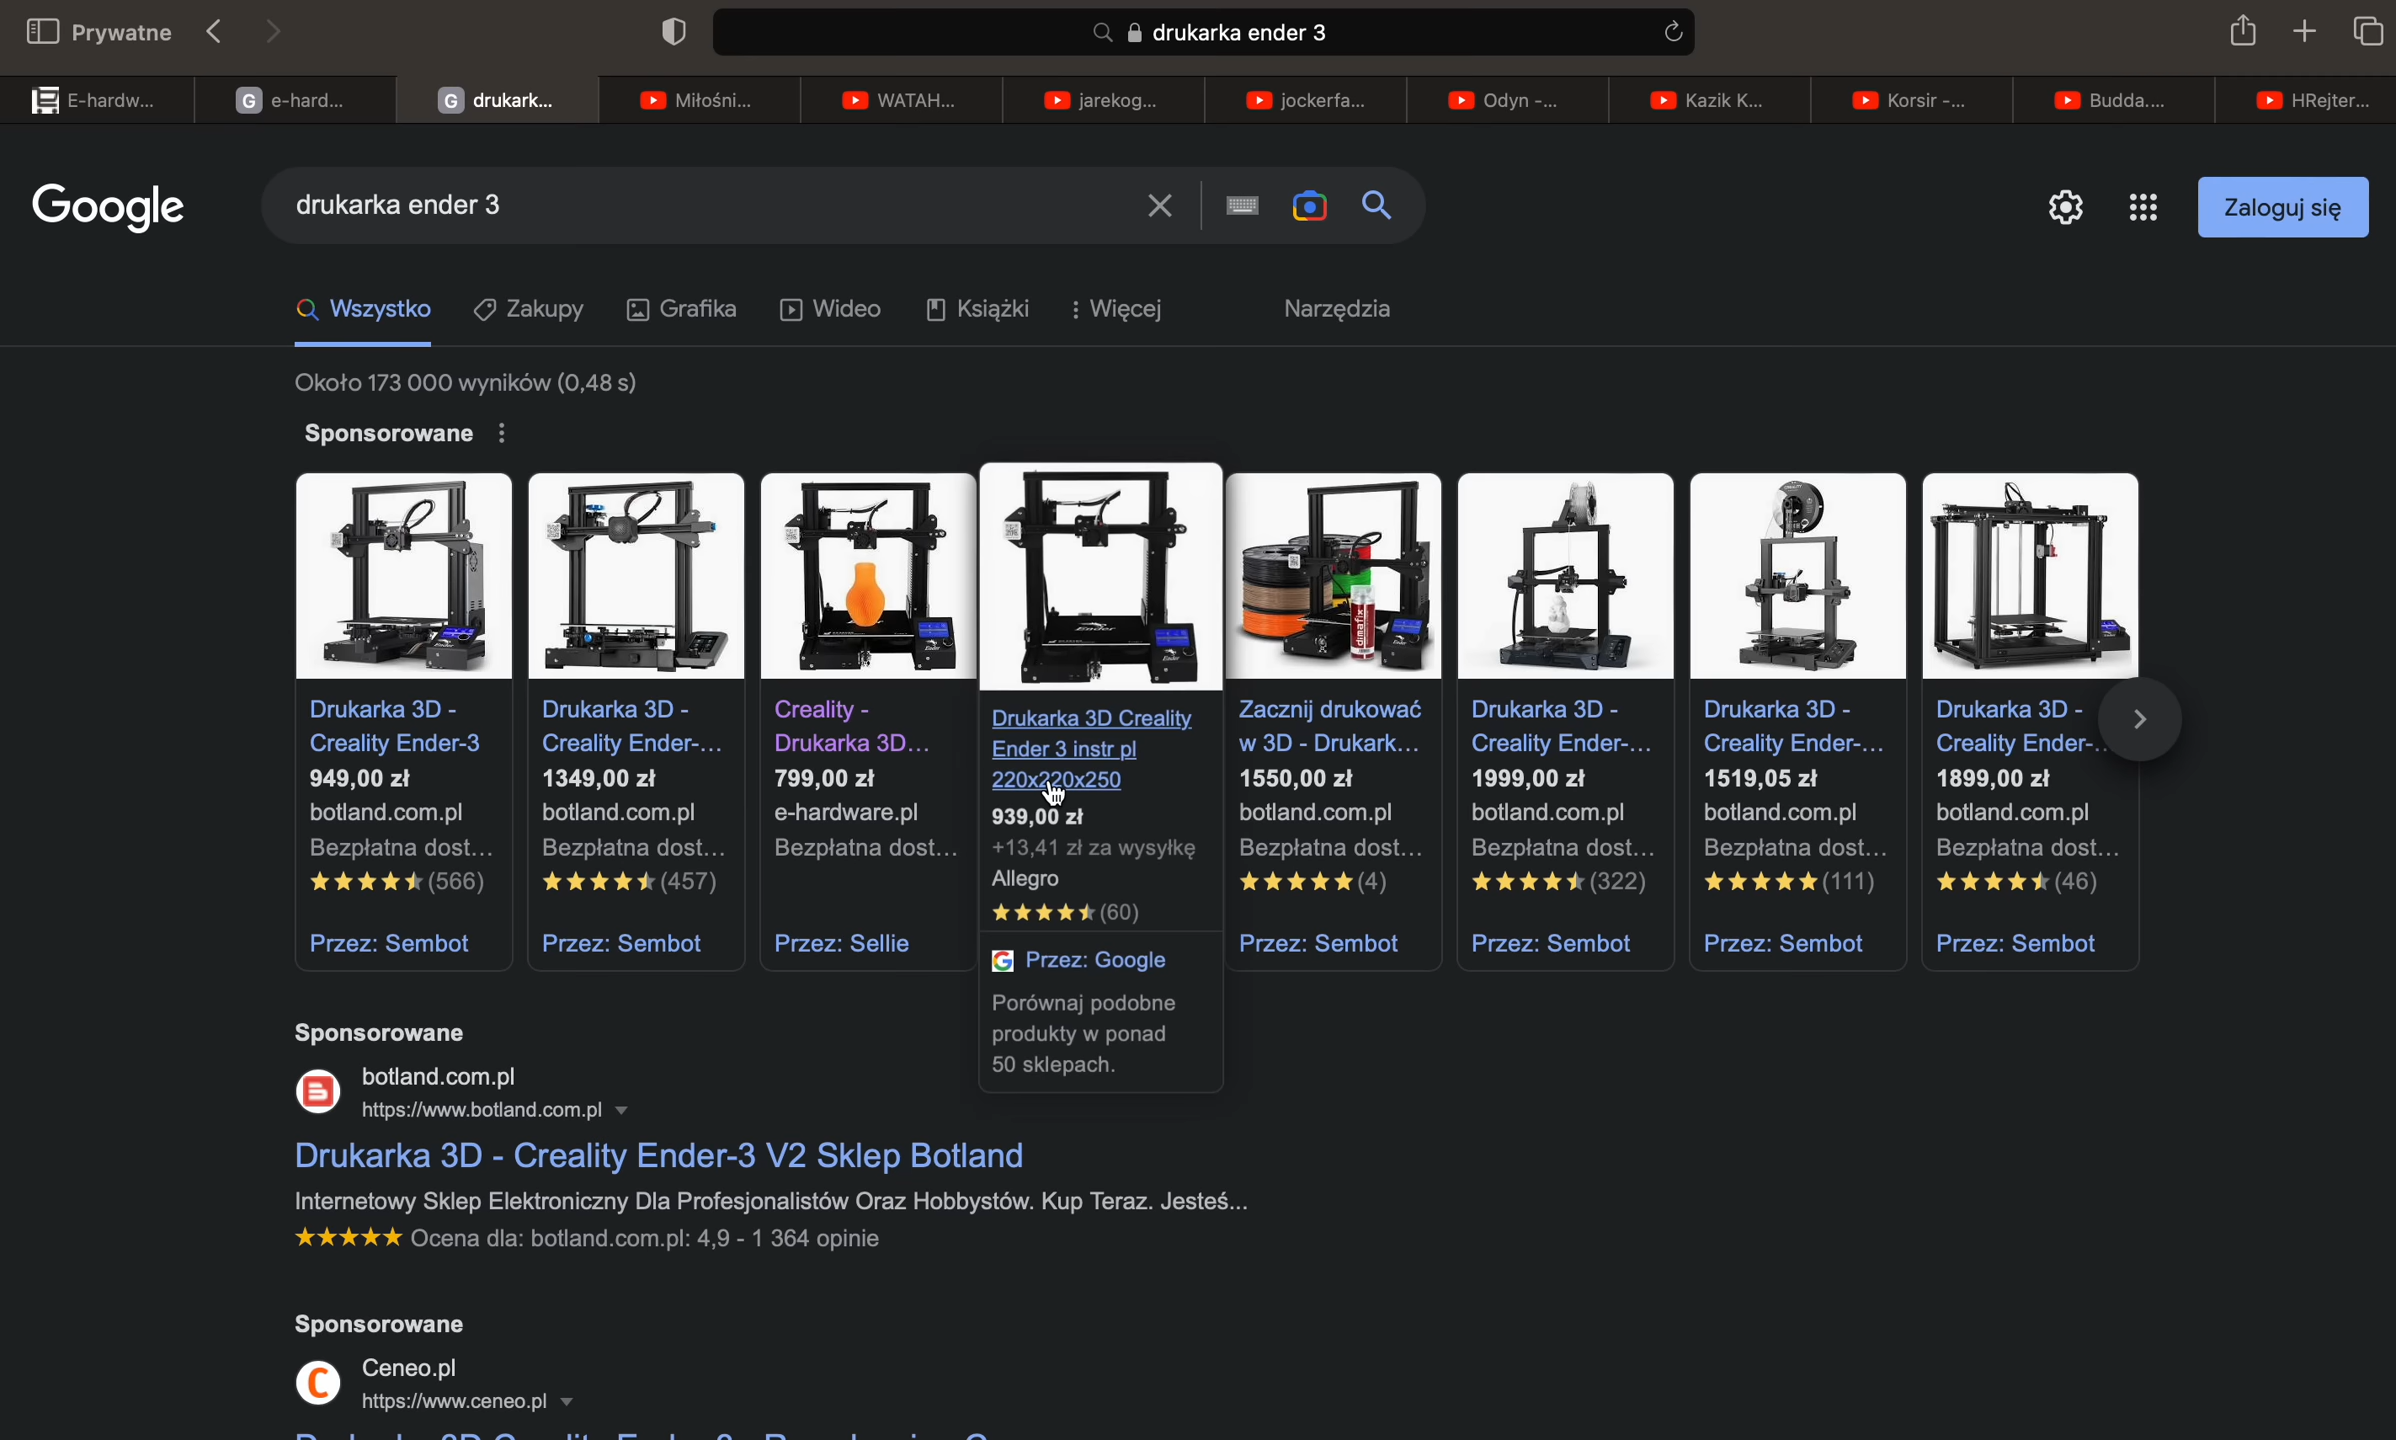 Prywatne
drukarka ender 3
E-hardw...
e-hard...
drukark...
Miłośni...
WATAH...
jarekog...
jockerfa...
Odyn -...
Kazik K...
Korsir -...
Budda....
HRejter...
Google
drukarka ender 3
Zaloguj się
Wszystko
Zakupy
Grafika
Wideo
Książki
Więcej
Narzędzia
Około 173 000 wyników (0,48 s)
Sponsorowane
Drukarka 3D -
Creality Ender-3
949,00 zł
botland.com.pl
Bezpłatna dost...
(566)
Przez: Sembot
Drukarka 3D -
Creality Ender-...
1349,00 zł
botland.com.pl
Bezpłatna dost...
(457)
Przez: Sembot
Creality -
Drukarka 3D...
799,00 zł
e-hardware.pl
Bezpłatna dost...
Przez: Sellie
Drukarka 3D Creality
Ender 3 instr pl
220x220x250
939,00 zł
+13,41 zł za wysyłkę
Allegro
(60)
Przez: Google
Porównaj podobne
produkty w ponad
50 sklepach.
dimafix
Zacznij drukować
w 3D - Drukark...
1550,00 zł
botland.com.pl
Bezpłatna dost...
(4)
Przez: Sembot
Drukarka 3D -
Creality Ender-...
1999,00 zł
botland.com.pl
Bezpłatna dost...
(322)
Przez: Sembot
Drukarka 3D -
Creality Ender-...
1519,05 zł
botland.com.pl
Bezpłatna dost...
(111)
Przez: Sembot
Drukarka 3D -
Creality Ender-...
1899,00 zł
botland.com.pl
Bezpłatna dost...
(46)
Przez: Sembot
Sponsorowane
botland.com.pl
https://www.botland.com.pl
Drukarka 3D - Creality Ender-3 V2 Sklep Botland
Internetowy Sklep Elektroniczny Dla Profesjonalistów Oraz Hobbystów. Kup Teraz. Jesteś...
Ocena dla: botland.com.pl: 4,9 - 1 364 opinie
Sponsorowane
Ceneo.pl
https://www.ceneo.pl